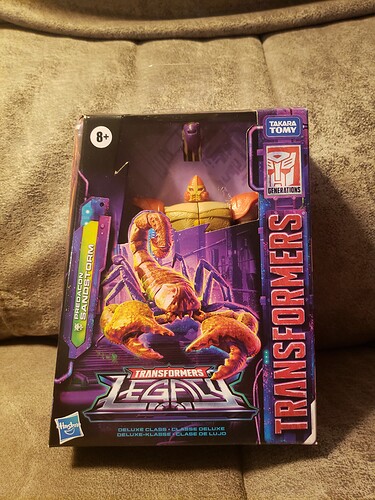 8+
TAKARA
TOMY
GENERATIONS
TRANSFORMERS
PREDACON
SANDSTORM
TRANSFORMERS
LEGACY
DELUXE CLASS • CLASSE DELUXE
DELUXE-KLASSE • CLASE DE LUJO
Hasbro